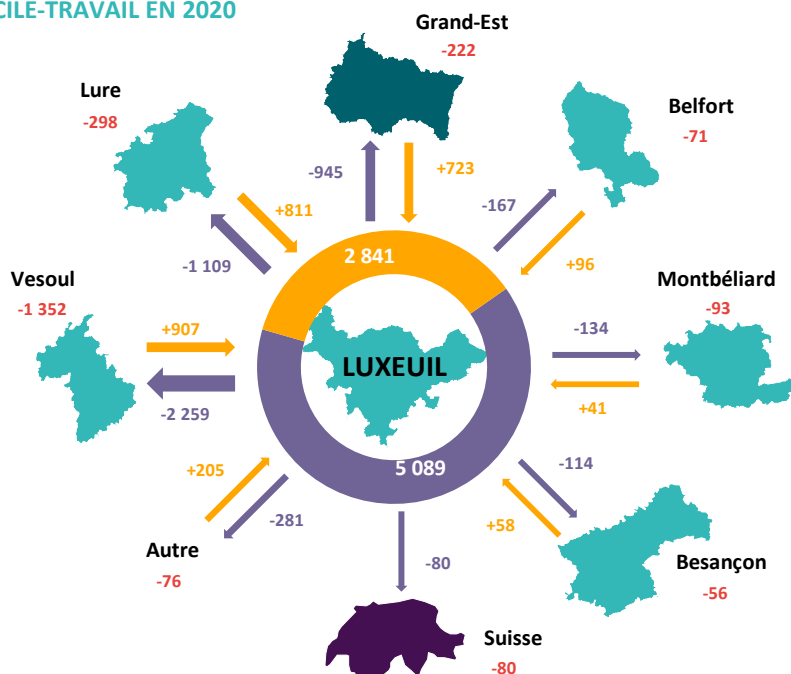 CILE-TRAVAIL EN 2020
Grand-Est
-222
Lure
-298
Belfort
-71
-945
+723
+811
-167
-1 109
2 841
+96
Vesoul
-1 352
Montbéliard
-93
+907
-134
LUXEUIL
-2 259
+41
5 089
+205
-114
-281
+58
Autre
-76
-80
Besançon
-56
Suisse
-80